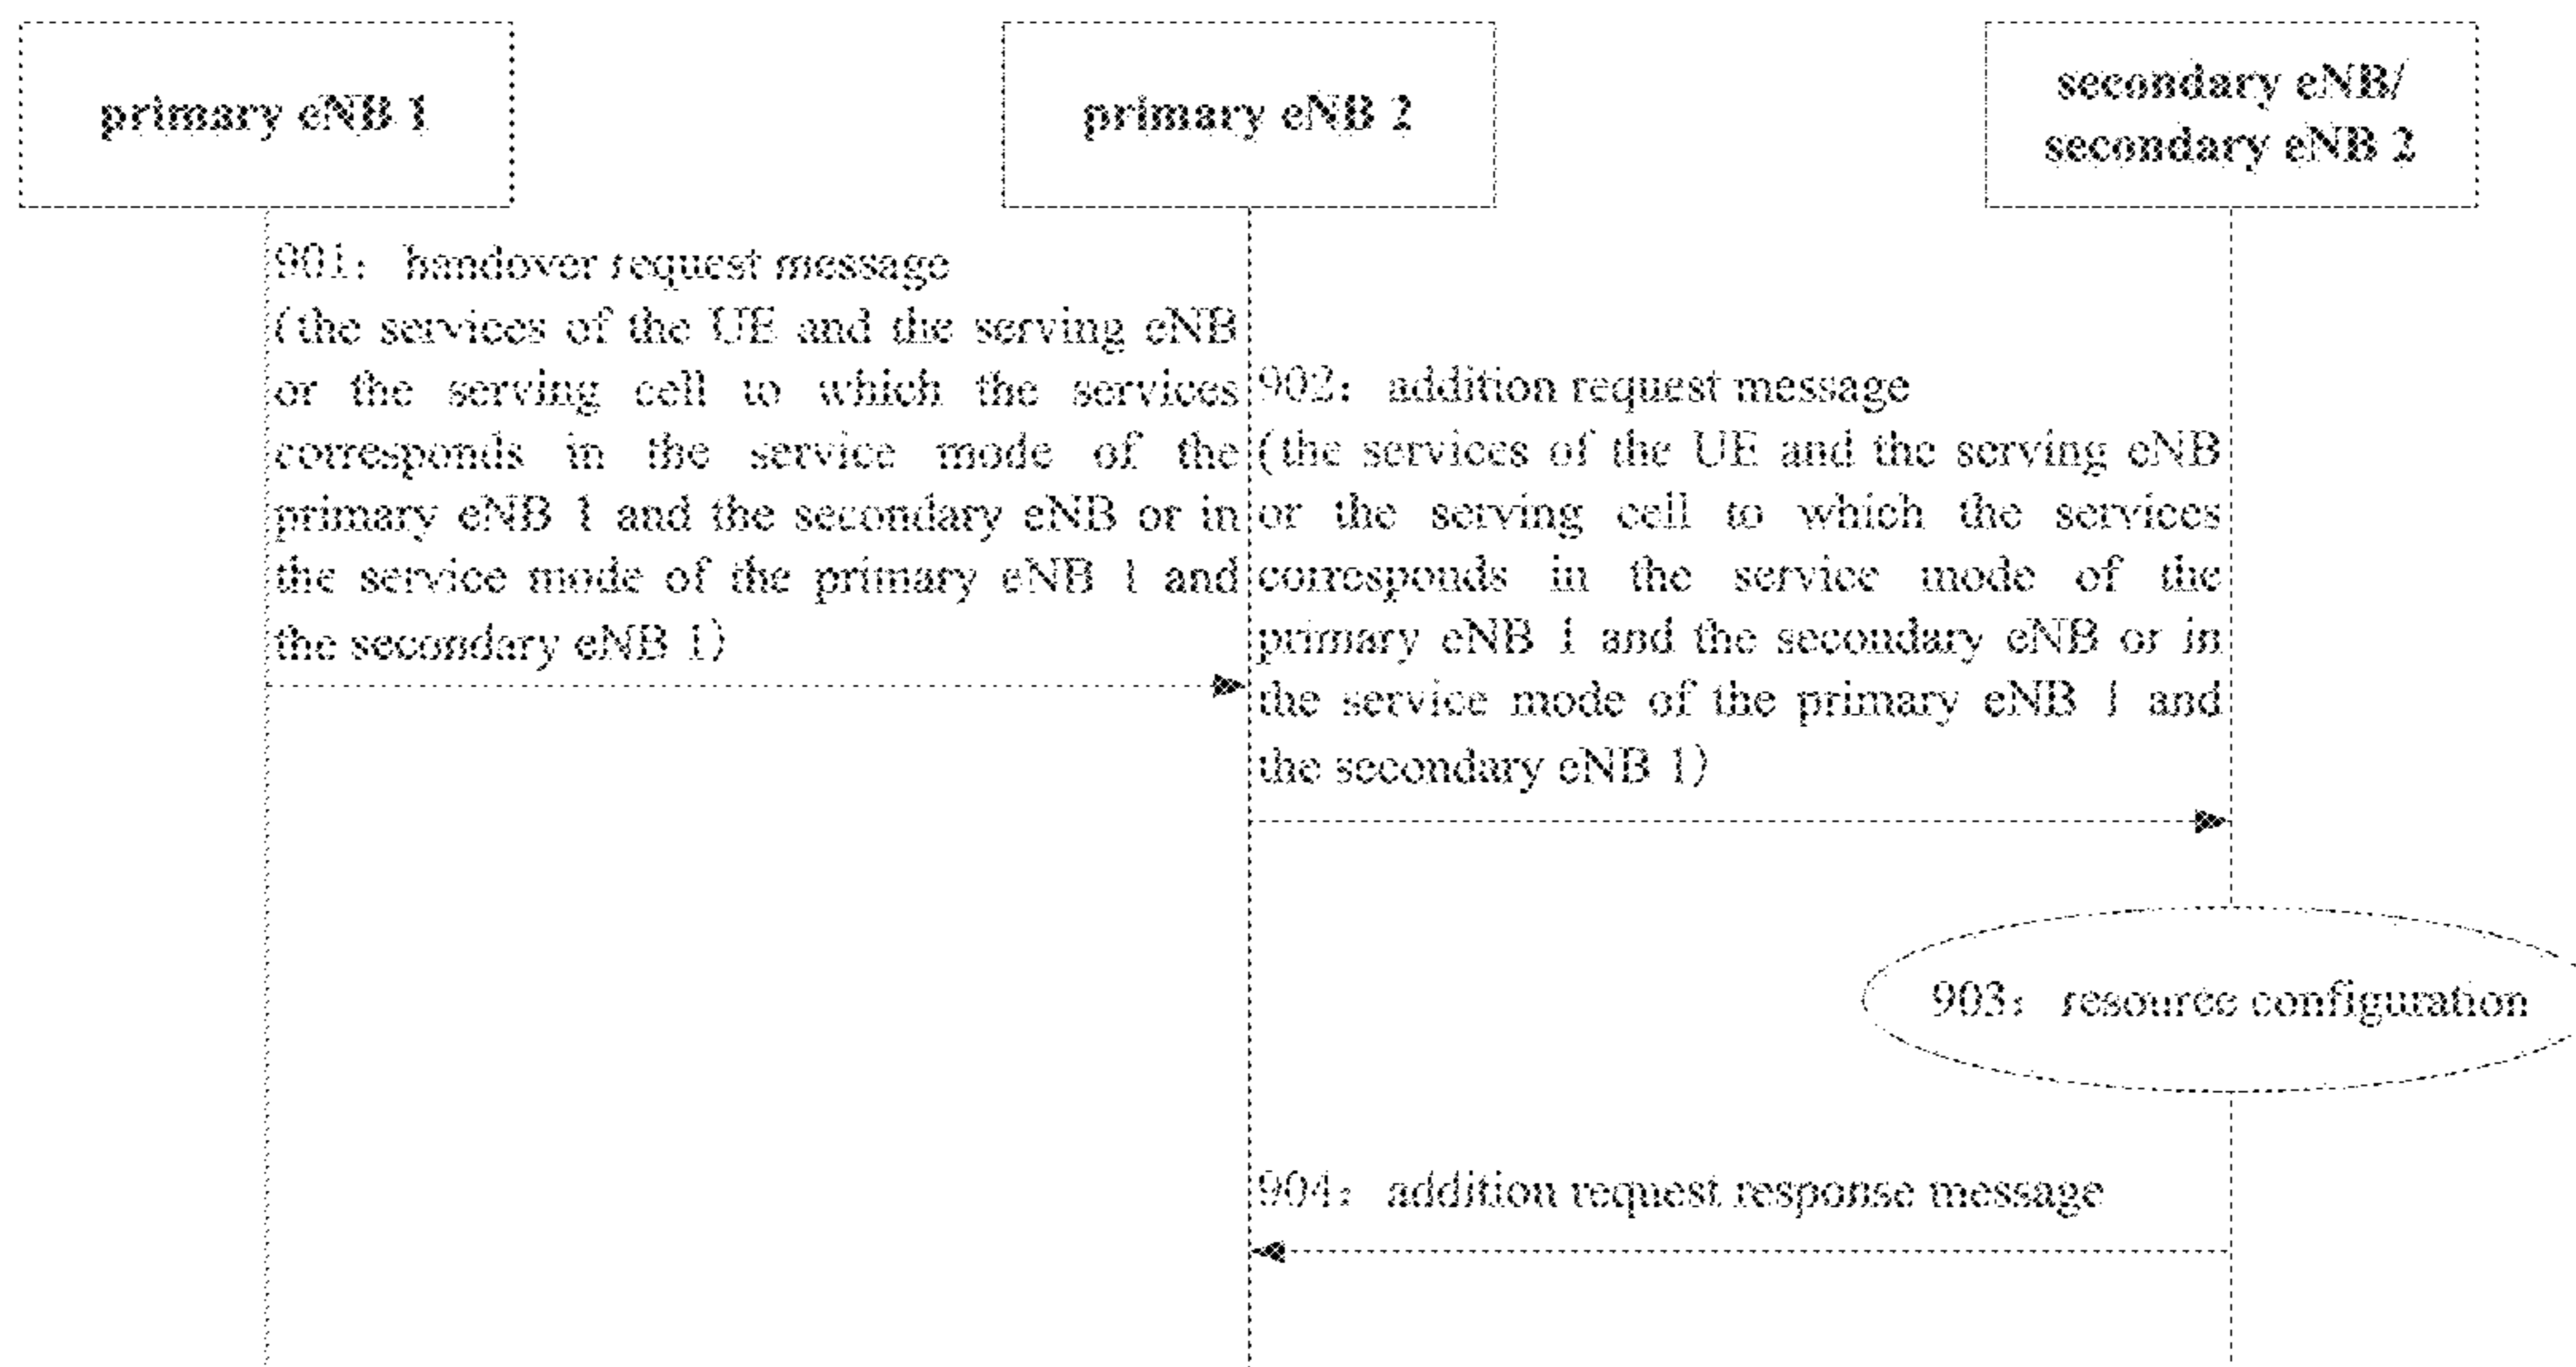 primary eNB 1
primary eNB 2
secondary eNB/
secondary eNB 2
901: handover request message
(the services of the UE and the serving eNB
or the serving cell to which the services
corresponds in the service mode of the
primary eNB 1 and the secondary eNB or in
the service mode of the primary eNB 1 and
the secondary eNB 1)
902: addition request message
(the services of the UE and the serving eNB
or the serving cell to which the services
corresponds in the service mode of the
primary eNB 1 and the secondary eNB or in
the service mode of the primary eNB 1 and
the secondary eNB 1)
903: resource configuration
904: addition request response message